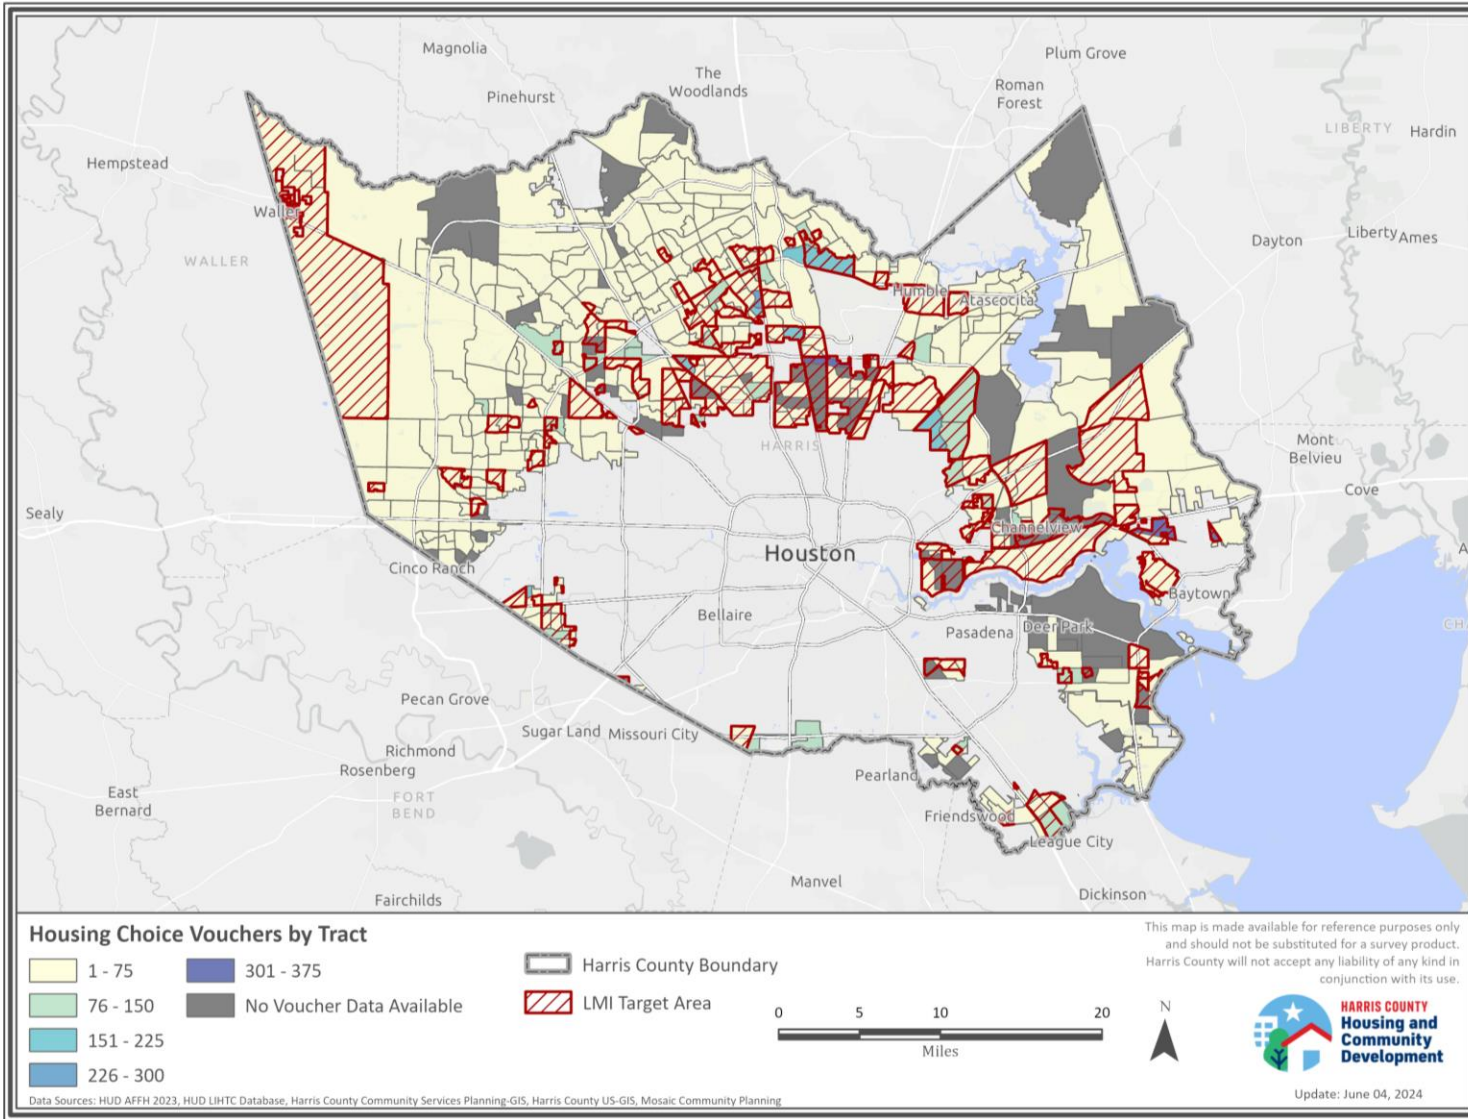 Magnolia
Plum Grove
The
Woodlands
Pinehurst
Roman
Forest
LIBERTY
Hardin
Hempstead
Waller
Liberty
Ames
Dayton
WALLER
Humble
Atascocita
Mont
Belvieu
HARRIS
Cove
Sealy
Channelview
Houston
Cinco Ranch
Baytown
Bellaire
Pasadena
Deer Park
Pecan Grove
Sugar Land
Missouri City
Richmond
Rosenberg
Pearland
East
Bernard
FORT
BEND
Friendswood
League City
Manvel
Fairchilds
Dickinson
Housing Choice Vouchers by Tract
1 - 75
76 - 150
151 - 225
226 - 300
301 - 375
No Voucher Data Available
Harris County Boundary
LMI Target Area
0 5 10 20
Miles
N
This map is made available for reference purposes only
and should not be substituted for a survey product.
Harris County will not accept any liability of any kind in
conjunction with its use.
HARRIS COUNTY
Housing and
Community
Development
Update: June 04, 2024
Data Sources: HUD AFFH 2023, HUD LIHTC Database, Harris County Community Services Planning-GIS, Harris County US-GIS, Mosaic Community Planning